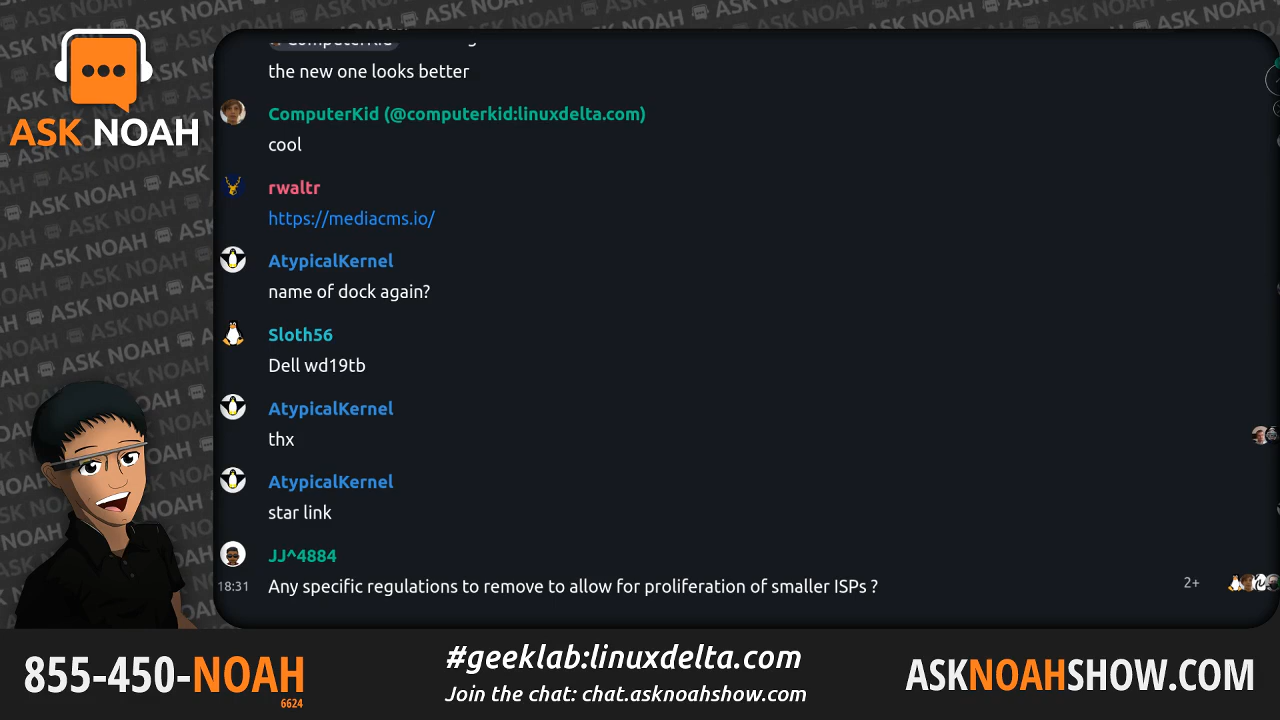 ASK NOAH
the new one looks better
ComputerKid (@computerkid:linuxdelta.com)
cool
rwaltr
https://mediacms.io/
AtypicalKernel
name of dock again?
Sloth56
Dell wd19tb
AtypicalKernel
thx
AtypicalKernel
star link
JJ^4884
18:31 Any specific regulations to remove to allow for proliferation of smaller ISPs ? 2+
855-450-NOAH
6624
#geeklab:linuxdelta.com
Join the chat: chat.asknoahshow.com
ASKNOAHSHOW.COM